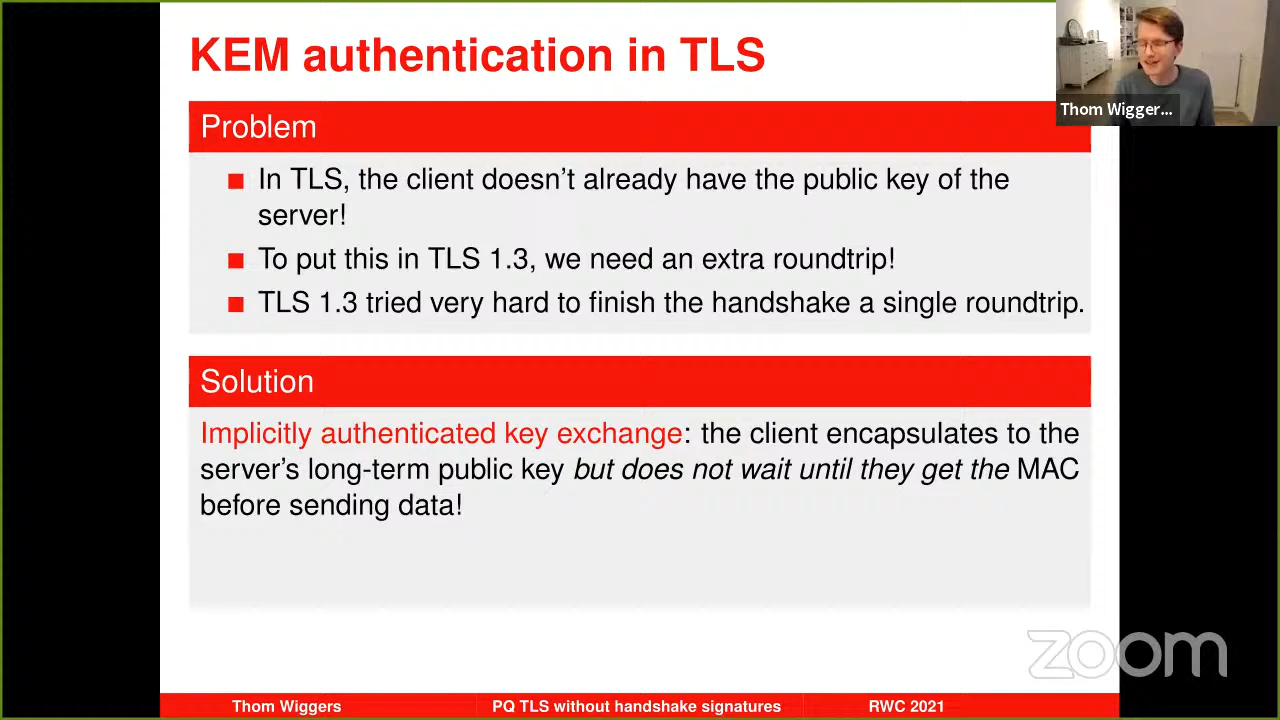 KEM authentication in TLS
Thom Wigger...
Problem
In TLS, the client doesn't already have the public key of the
server!
To put this in TLS 1.3, we need an extra roundtrip!
TLS 1.3 tried very hard to finish the handshake a single roundtrip.
Solution
Implicitly authenticated key exchange: the client encapsulates to the
server's long-term public key but does not wait until they get the MAC
before sending data!
zoom
Thom Wiggers PQ TLS without handshake signatures RWC 2021